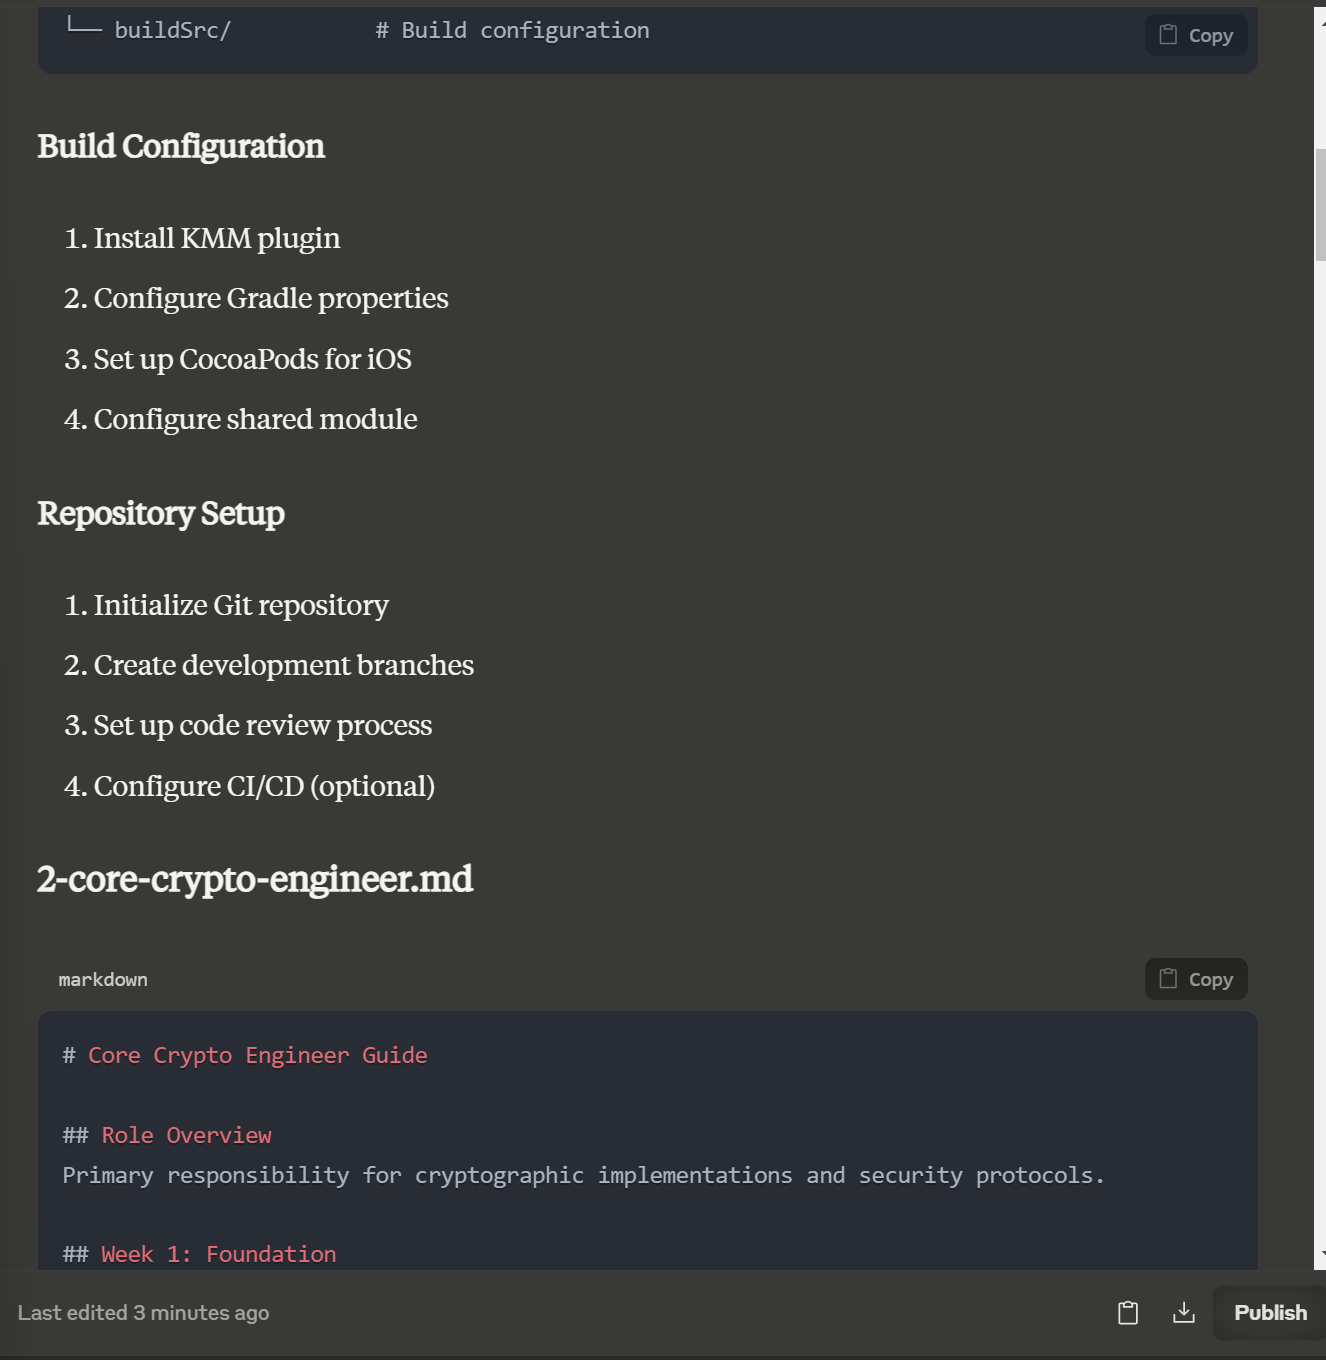 └── buildSrc/           # Build configuration
Copy
Build Configuration
1. Install KMM plugin
2. Configure Gradle properties
3. Set up CocoaPods for iOS
4. Configure shared module
Repository Setup
1. Initialize Git repository
2. Create development branches
3. Set up code review process
4. Configure CI/CD (optional)
2-core-crypto-engineer.md
markdown
Copy
# Core Crypto Engineer Guide
## Role Overview
Primary responsibility for cryptographic implementations and security protocols.
## Week 1: Foundation
Last edited 3 minutes ago
Publish